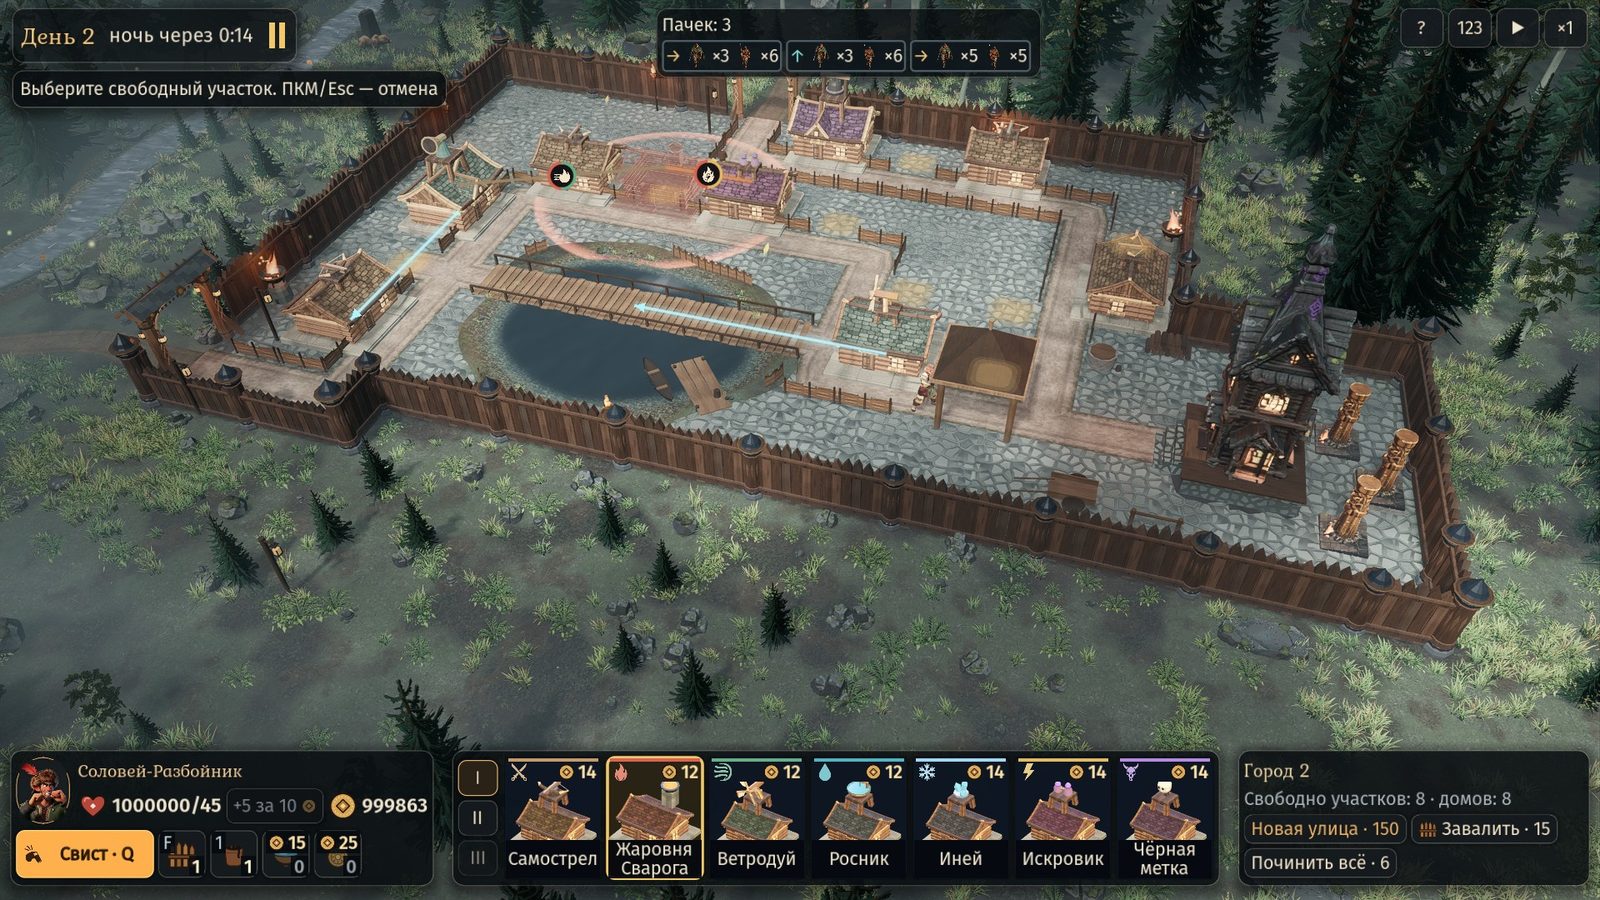 День 2 ночь через 0:14
Выберите свободный участок. ПКМ/Esc — отмена
Пачек: 3
→ ×3 ×6 ↑ ×3 ×6 → ×5 ×5
? 123 ×1
Соловей-Разбойник
1000000/45 +5 за 10 999863
Свист · Q F 1 1 1 15 0 25 0
I
II
III
14 12 12 12 14 14 14
Самострел Жаровня Сварога Ветродуй Росник Иней Искровик Чёрная метка
Город 2
Свободно участков: 8 · домов: 8
Новая улица · 150 Завалить · 15
Починить всё · 6